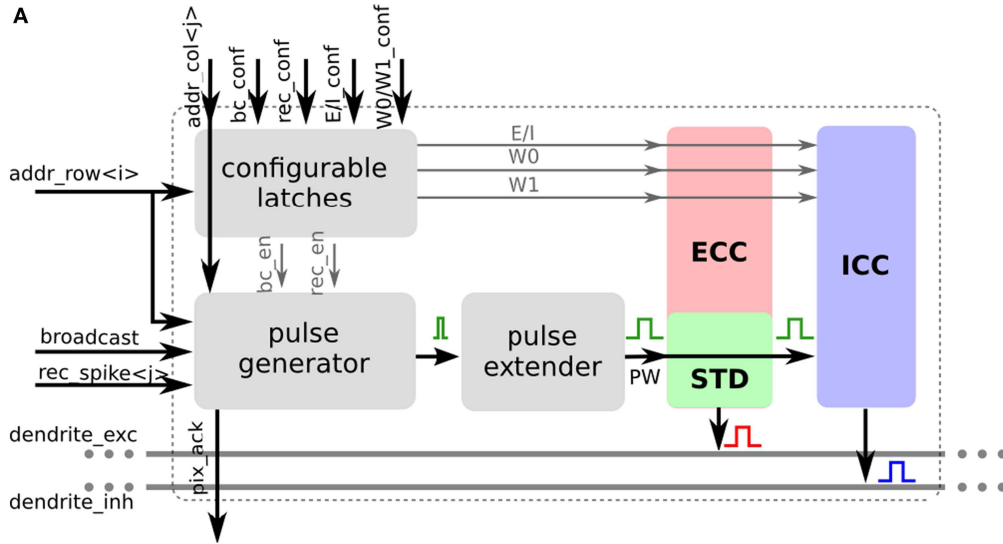 A
addr_col<j>
bc_conf
rec_conf
E/I_conf
W0/W1_conf
addr_row<i>
configurable
latches
E/I
W0
W1
bc_en
rec_en
ECC
ICC
broadcast
rec_spike<j>
pulse
generator
pulse
extender
PW
STD
dendrite_exc
pix_ack
dendrite_inh